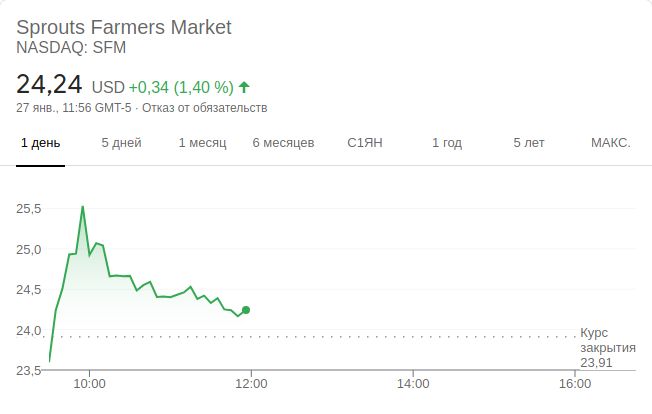 Sprouts Farmers Market
NASDAQ: SFM
24,24 USD +0,34 (1,40 %)
27 янв., 11:56 GMT-5 · Отказ от обязательств
1 день 5 дней 1 месяц 6 месяцев С1ЯН 1 год 5 лет МАКС.
25,5
25,0
24,5
24,0
Курс
закрытия
23,91
23,5
10:00 12:00 14:00 16:00